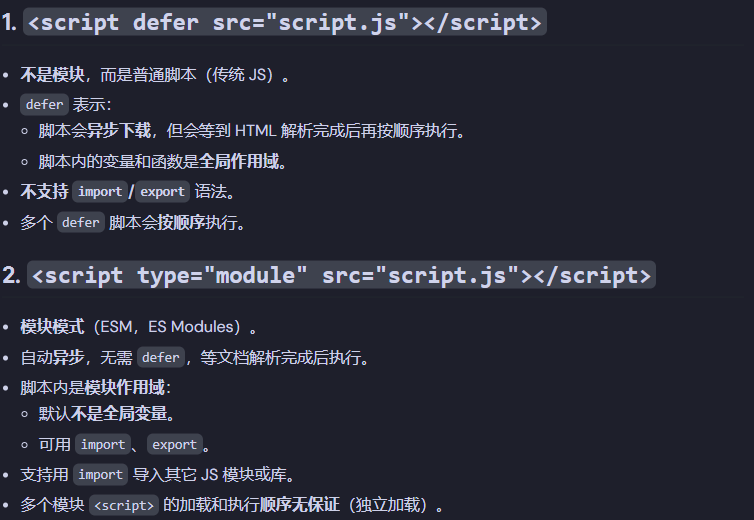 1. <script defer src="script.js"></script>
• 不是模块，而是普通脚本（传统 JS）。
• defer 表示：
◦ 脚本会异步下载，但会等到 HTML 解析完成后再按顺序执行。
◦ 脚本内的变量和函数是全局作用域。
• 不支持 import/export 语法。
• 多个 defer 脚本会按顺序执行。
2. <script type="module" src="script.js"></script>
• 模块模式（ESM，ES Modules）。
• 自动异步，无需 defer，等文档解析完成后执行。
• 脚本内是模块作用域：
◦ 默认不是全局变量。
◦ 可用 import、export。
• 支持用 import 导入其它 JS 模块或库。
• 多个模块 <script> 的加载和执行顺序无保证（独立加载）。